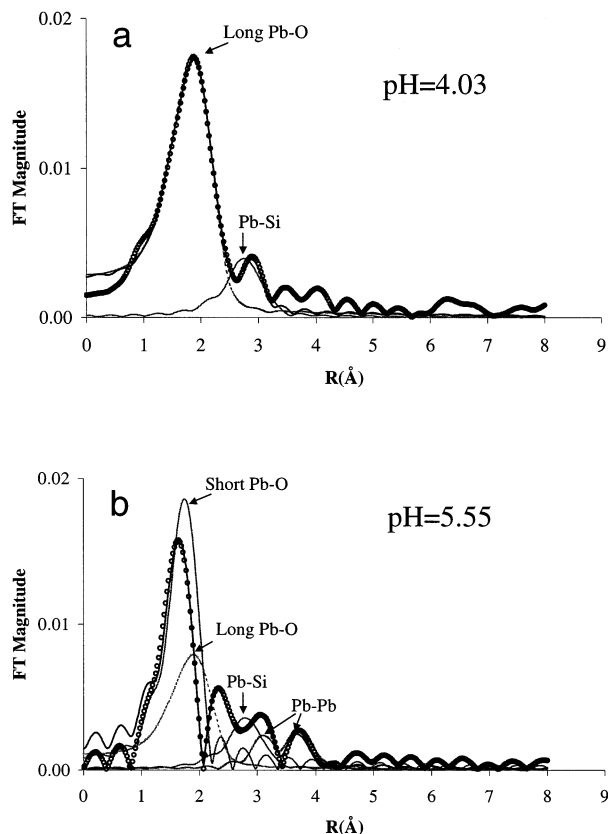 a
0.02
Long Pb-O
pH=4.03
0.01
FT Magnitude
Pb-Si
0.00
0 1 2 3 4 5 6 7 8 9
R(Å)
b
0.02
Short Pb-O
pH=5.55
0.01
FT Magnitude
Long Pb-O
Pb-Si
Pb-Pb
0.00
0 1 2 3 4 5 6 7 8 9
R(Å)